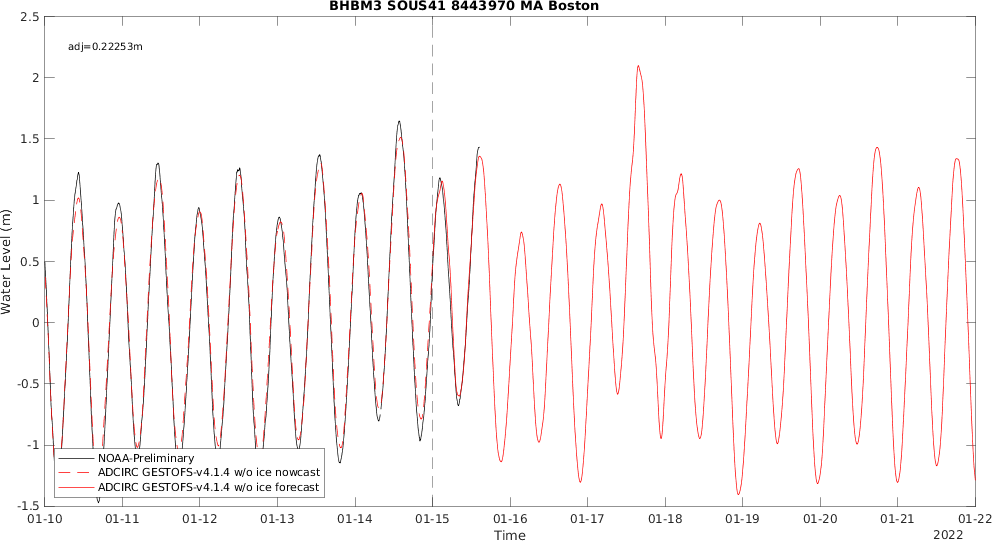 BHBM3 SOUS41 8443970 MA Boston
adj=0.22253m
2.5
2
1.5
1
0.5
0
-0.5
-1
-1.5
Water Level (m)
NOAA-Preliminary
ADCIRC GESTOFS-v4.1.4 w/o ice nowcast
ADCIRC GESTOFS-v4.1.4 w/o ice forecast
01-10 01-11 01-12 01-13 01-14 01-15 01-16 01-17 01-18 01-19 01-20 01-21 01-22
Time
2022